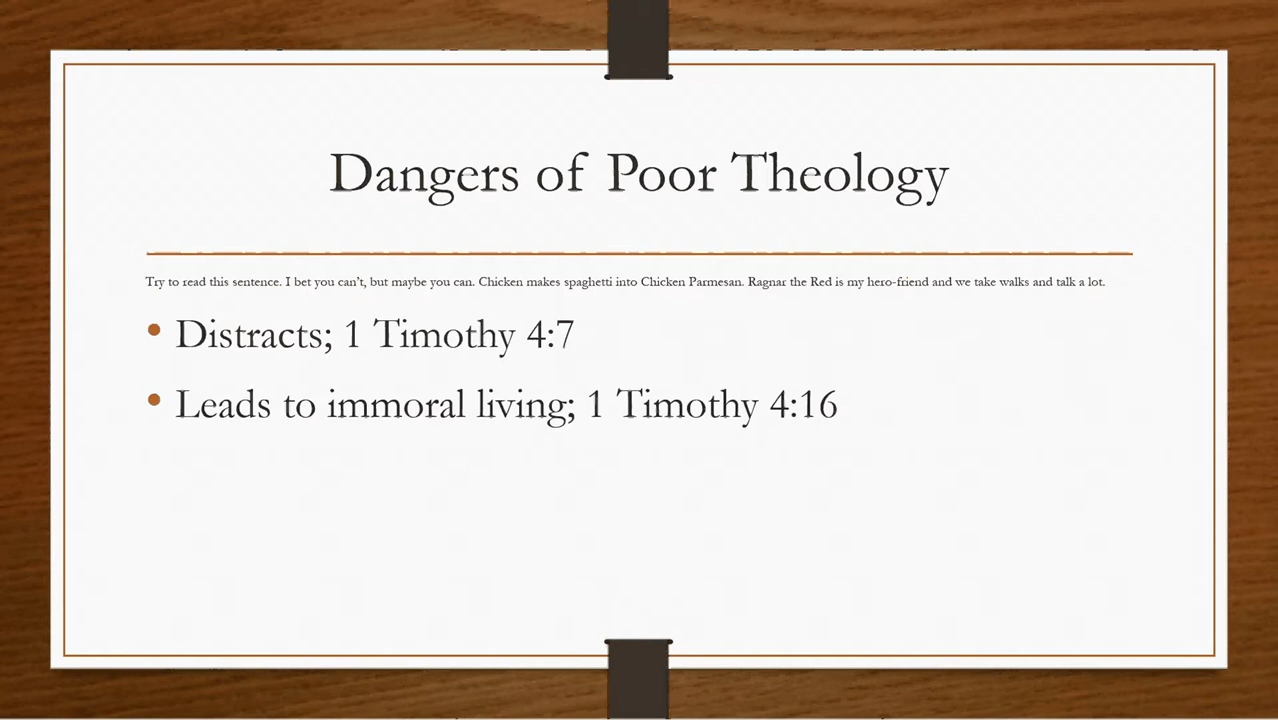 Dangers of Poor Theology
Try to read this sentence. I bet you can't, but maybe you can. Chicken makes spaghetti into Chicken Parmesan. Ragnar the Red is my hero-friend and we take walks and talk a lot.
• Distracts; 1 Timothy 4:7
• Leads to immoral living; 1 Timothy 4:16